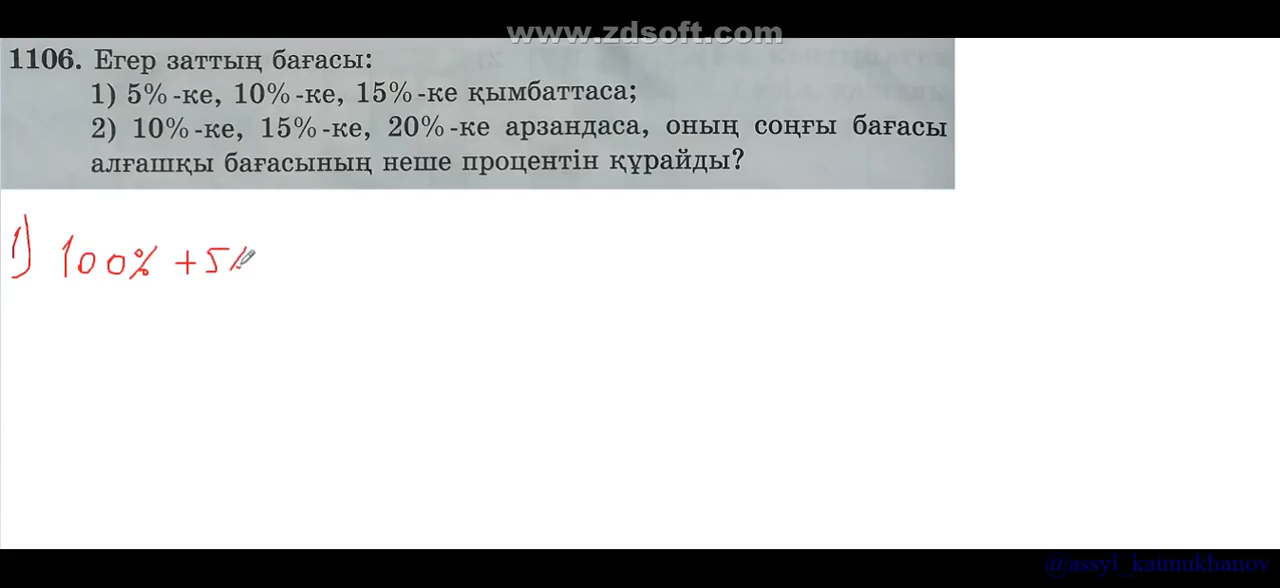 www.zdsoft.com
1106. Егер заттың бағасы:
1) 5%-ке, 10%-ке, 15%-ке қымбаттаса;
2) 10%-ке, 15%-ке, 20%-ке арзандаса, оның соңғы бағасы
алғашқы бағасының неше процентін құрайды?
1) 100% +5%
@assyl_kaimukhanov